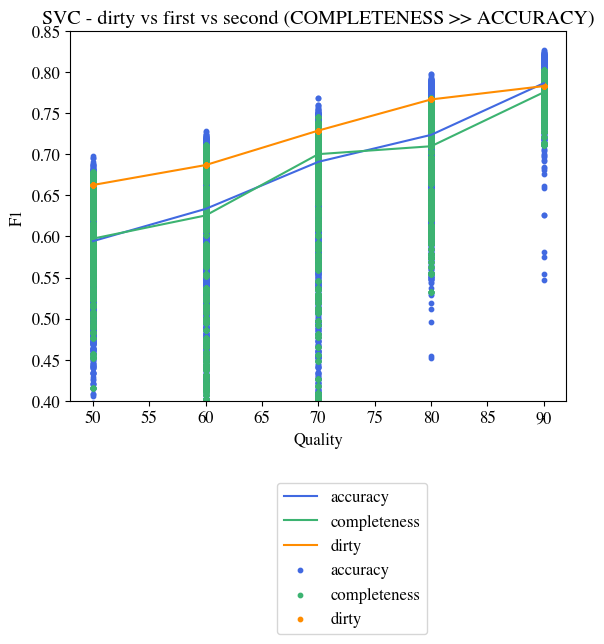 SVC - dirty vs first vs second (COMPLETENESS >> ACCURACY)
0.85
0.80
0.75
0.70
0.65
0.60
0.55
0.50
0.45
0.40
F1
50 55 60 65 70 75 80 85 90
Quality
accuracy
completeness
dirty
accuracy
completeness
dirty